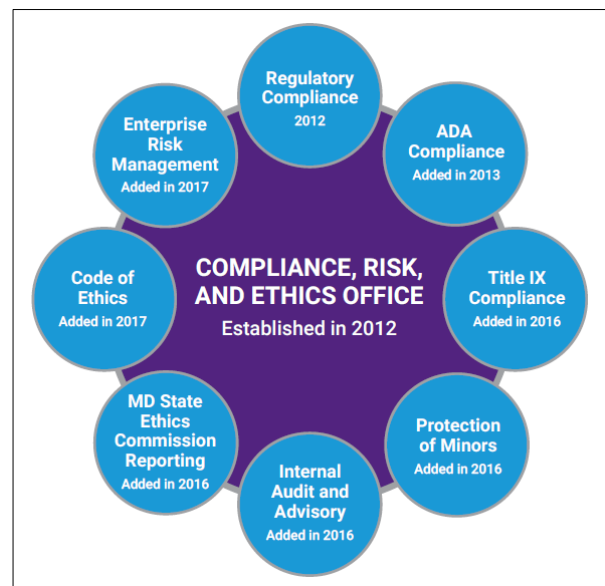 Regulatory
Compliance
2012
ADA
Compliance
Added in 2013
Title IX
Compliance
Added in 2016
Protection
of Minors
Added in 2016
Internal
Audit and
Advisory
Added in 2016
MD State
Ethics
Commission
Reporting
Added in 2016
Code of
Ethics
Added in 2017
Enterprise
Risk
Management
Added in 2017
COMPLIANCE, RISK,
AND ETHICS OFFICE
Established in 2012